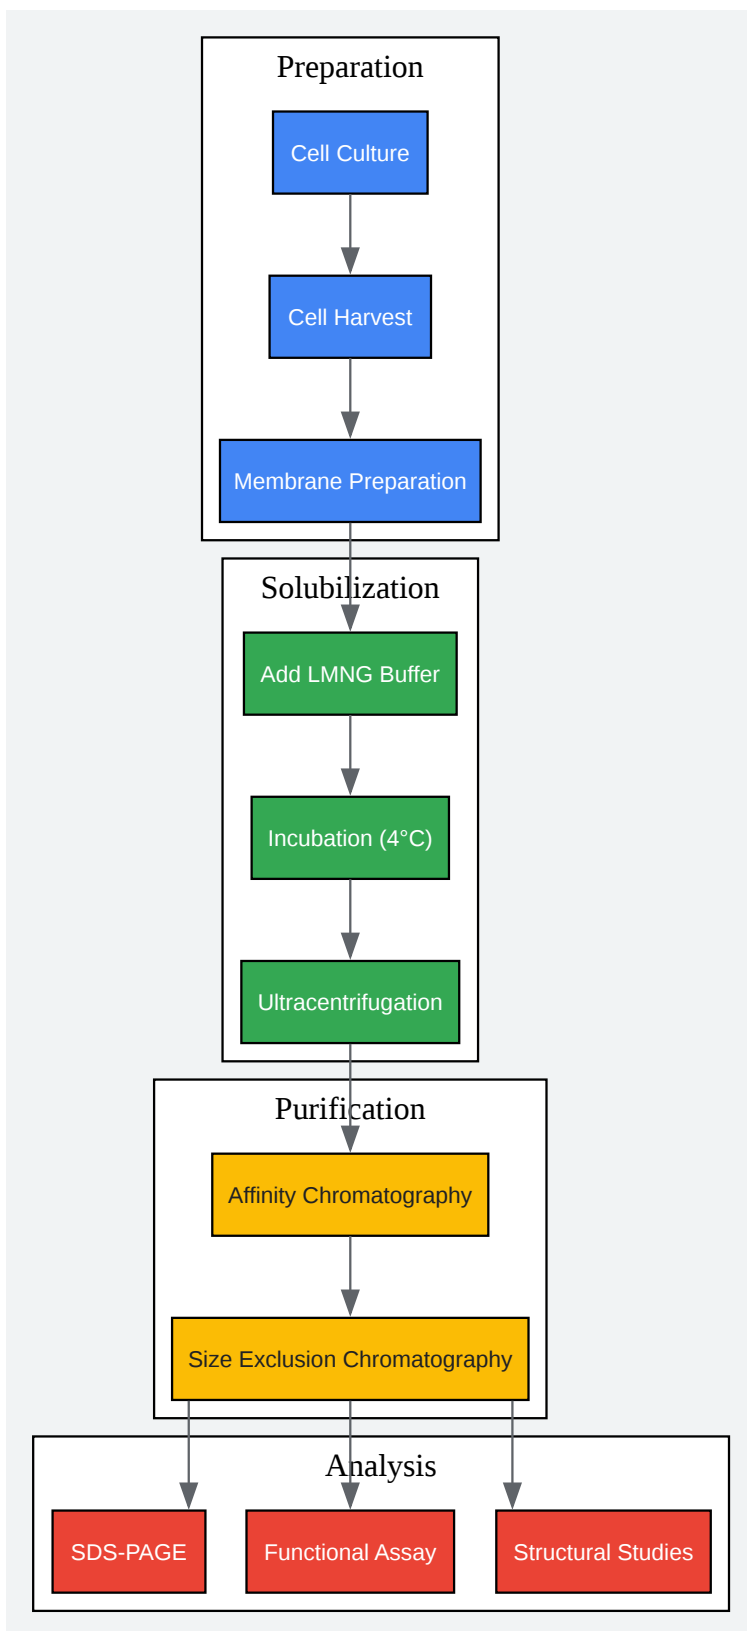 Preparation
Cell Culture
Cell Harvest
Membrane Preparation
Solubilization
Add LMNG Buffer
Incubation (4°C)
Ultracentrifugation
Purification
Affinity Chromatography
Size Exclusion Chromatography
Analysis
SDS-PAGE
Functional Assay
Structural Studies